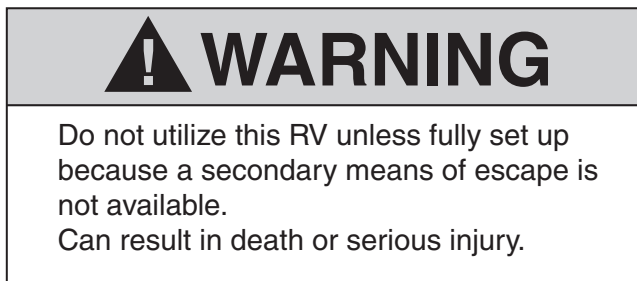 WARNING
Do not utilize this RV unless fully set up
because a secondary means of escape is
not available.
Can result in death or serious injury.